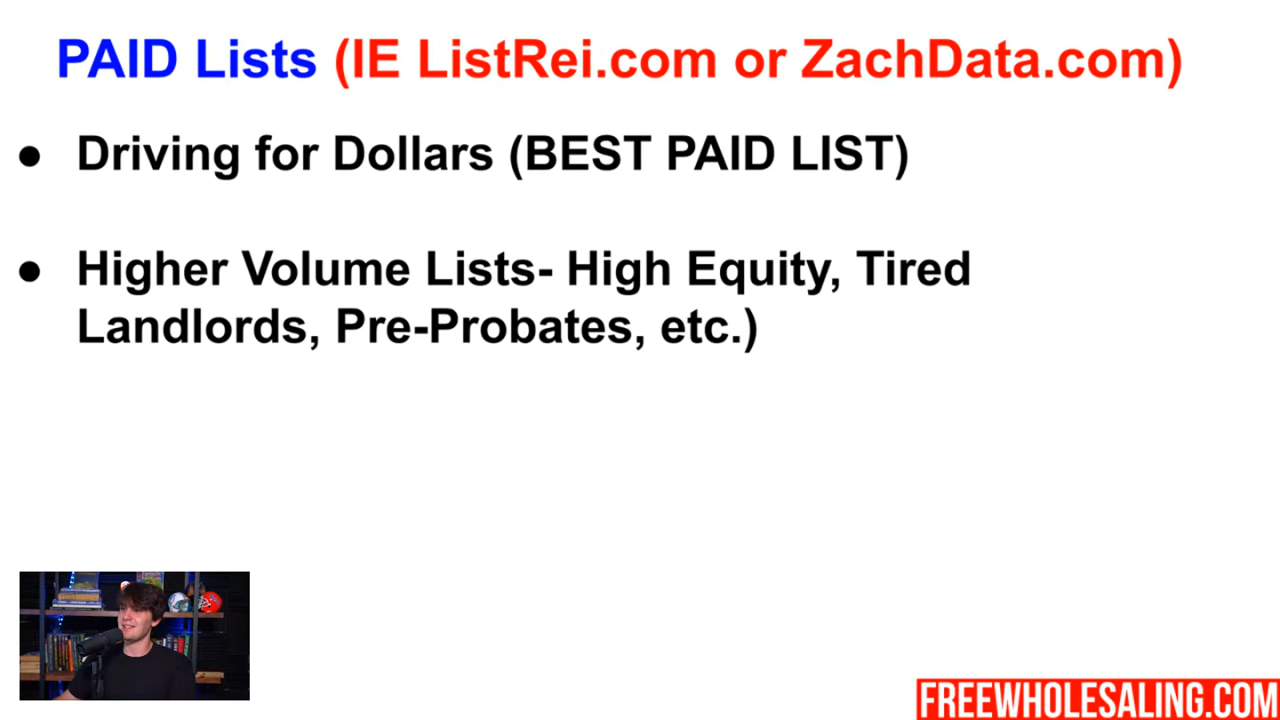 PAID Lists (IE ListRei.com or ZachData.com)
● Driving for Dollars (BEST PAID LIST)
● Higher Volume Lists- High Equity, Tired
Landlords, Pre-Probates, etc.)
FREEWHOLESALING.COM